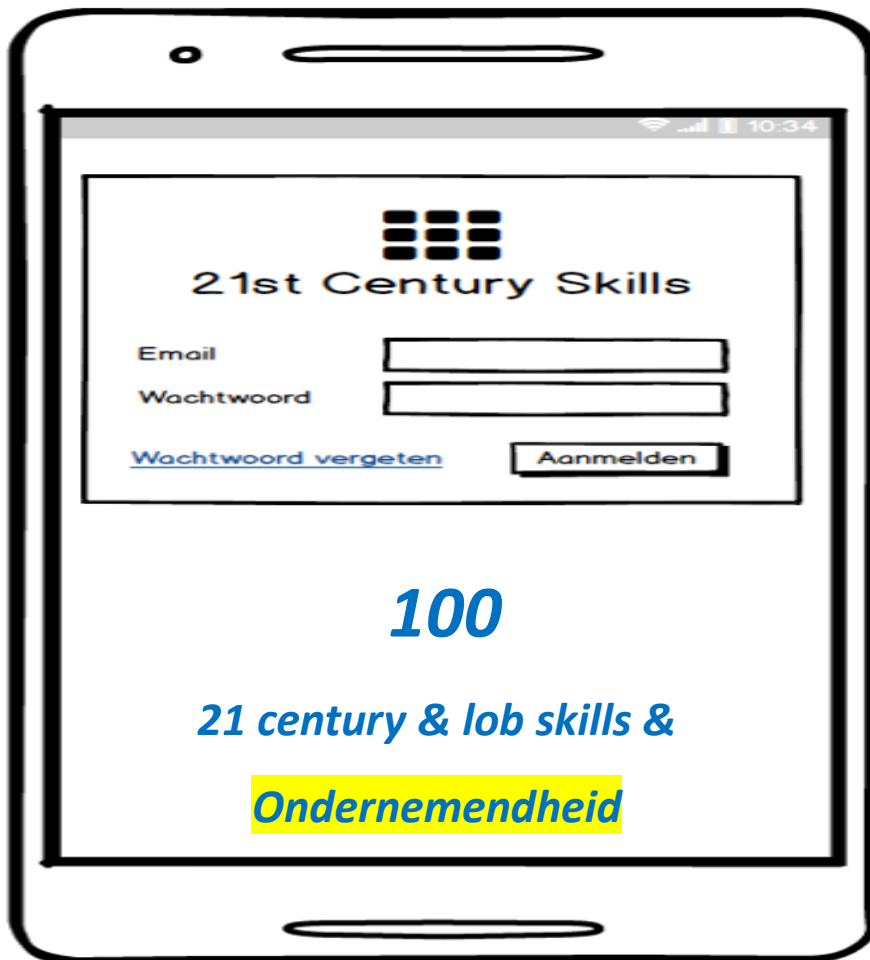 10:34
21st Century Skills
Email
Wachtwoord
Wachtwoord vergeten Aanmelden
100
21 century & lob skills &
Ondernemendheid